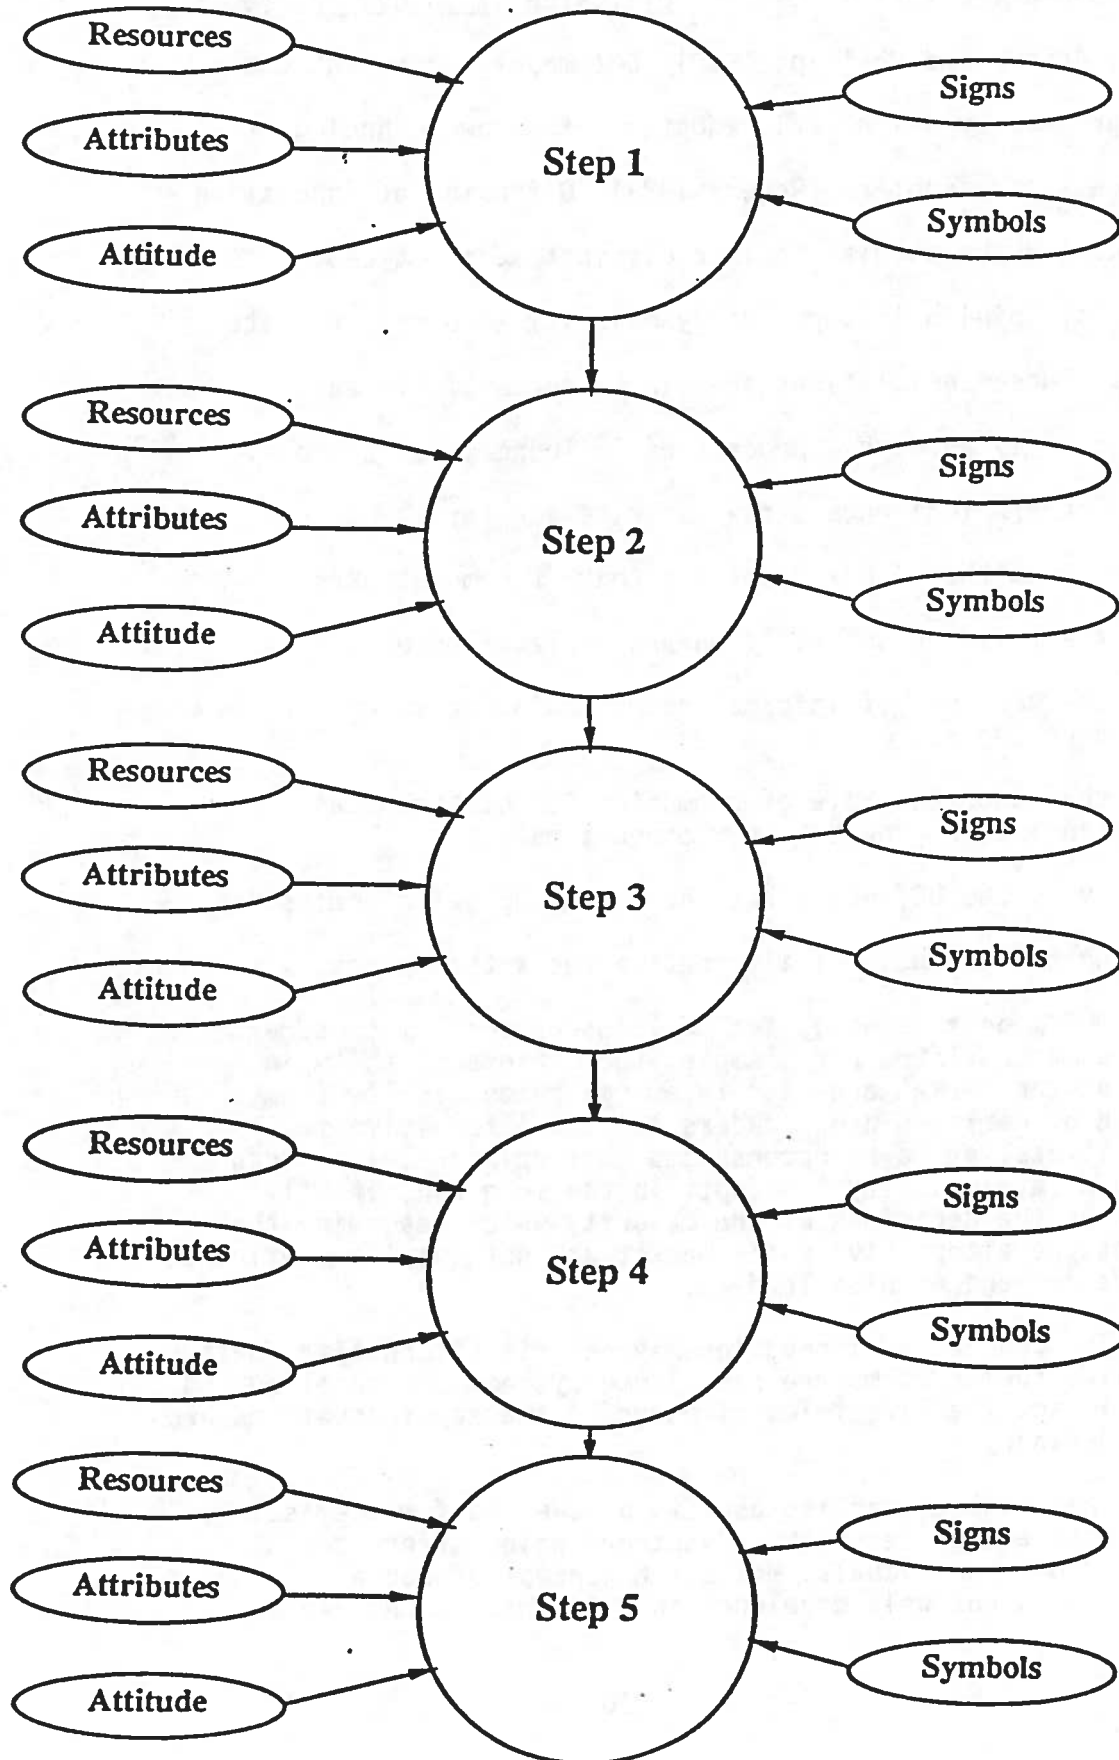 Resources
Signs
Attributes
Step 1
Symbols
Attitude
Resources
Signs
Attributes
Step 2
Symbols
Attitude
Resources
Signs
Attributes
Step 3
Symbols
Attitude
Resources
Signs
Attributes
Step 4
Symbols
Attitude
Resources
Signs
Attributes
Step 5
Symbols
Attitude